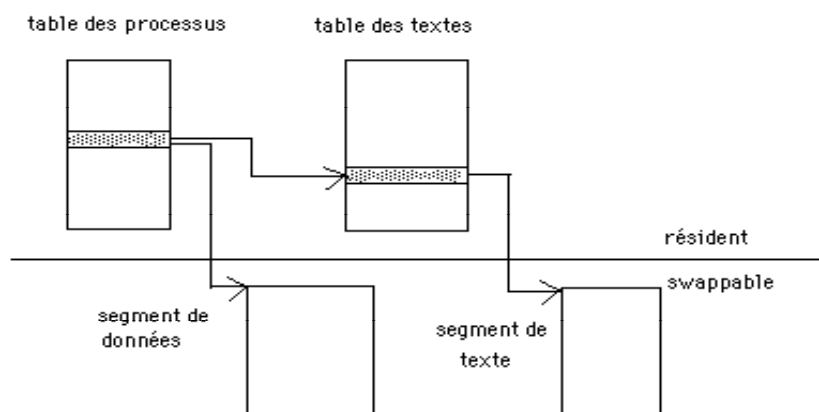 table des processus
table des textes
résident
swappable
segment de
données
segment de
texte